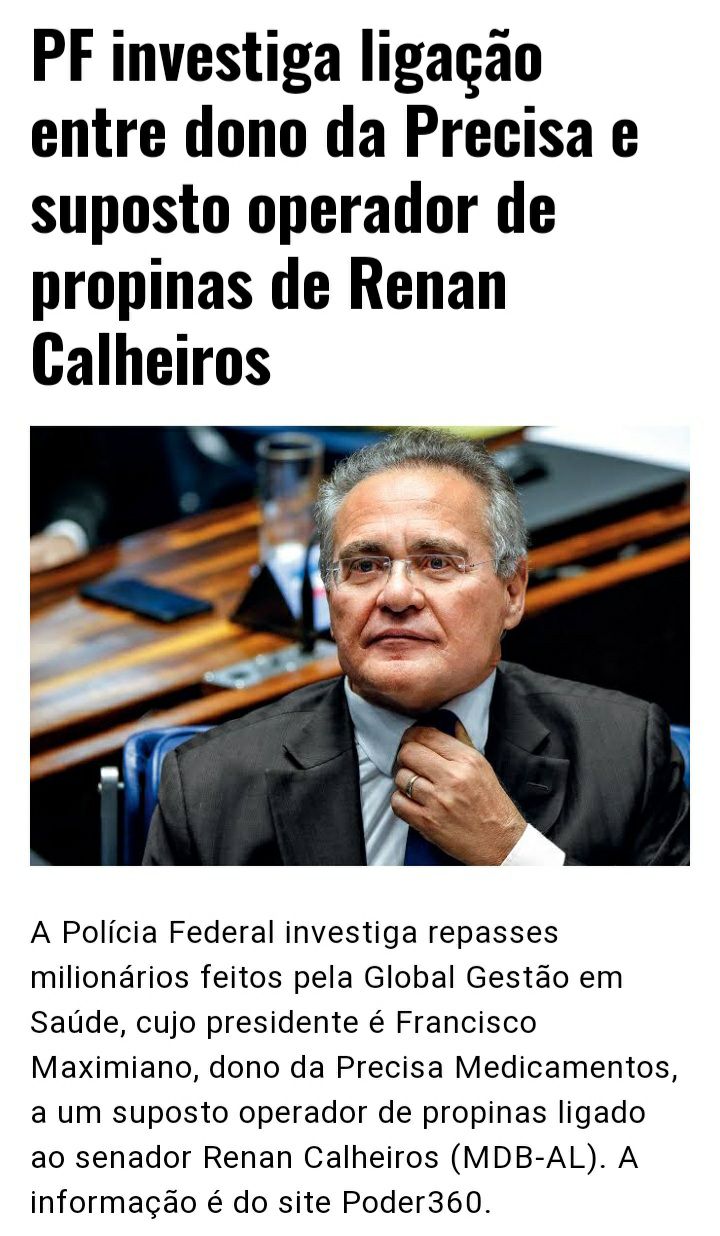 PF investiga ligação
entre dono da Precisa e
suposto operador de
propinas de Renan
Calheiros
A Polícia Federal investiga repasses
milionários feitos pela Global Gestão em
Saúde, cujo presidente é Francisco
Maximiano, dono da Precisa Medicamentos,
a um suposto operador de propinas ligado
ao senador Renan Calheiros (MDB-AL). A
informação é do site Poder360.